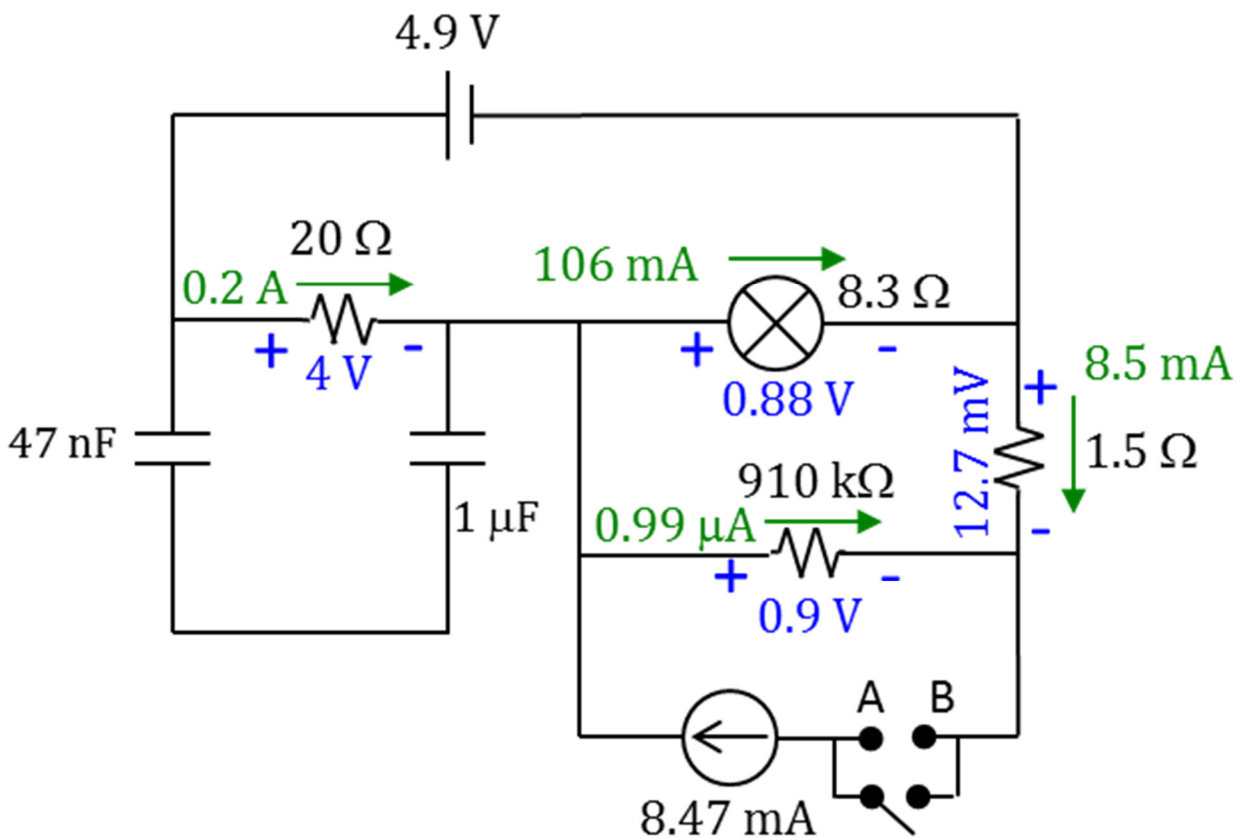 4.9 V
20 Ω
0.2 A
+ 4 V -
106 mA
8.3 Ω
+ 0.88 V -
47 nF
1 μF
910 kΩ
0.99 μA
+ 0.9 V -
+
12.7 mV
-
8.5 mA
1.5 Ω
A B
8.47 mA